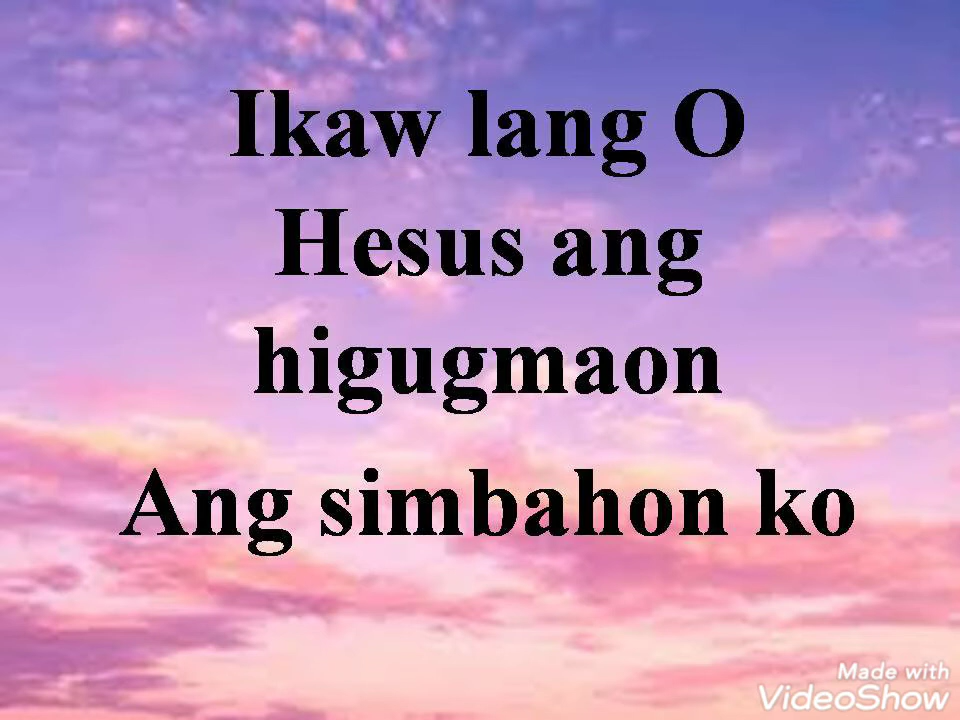 Ikaw lang O
Hesus ang
higugmaon
Ang simbahon ko
Made with
VideoShow